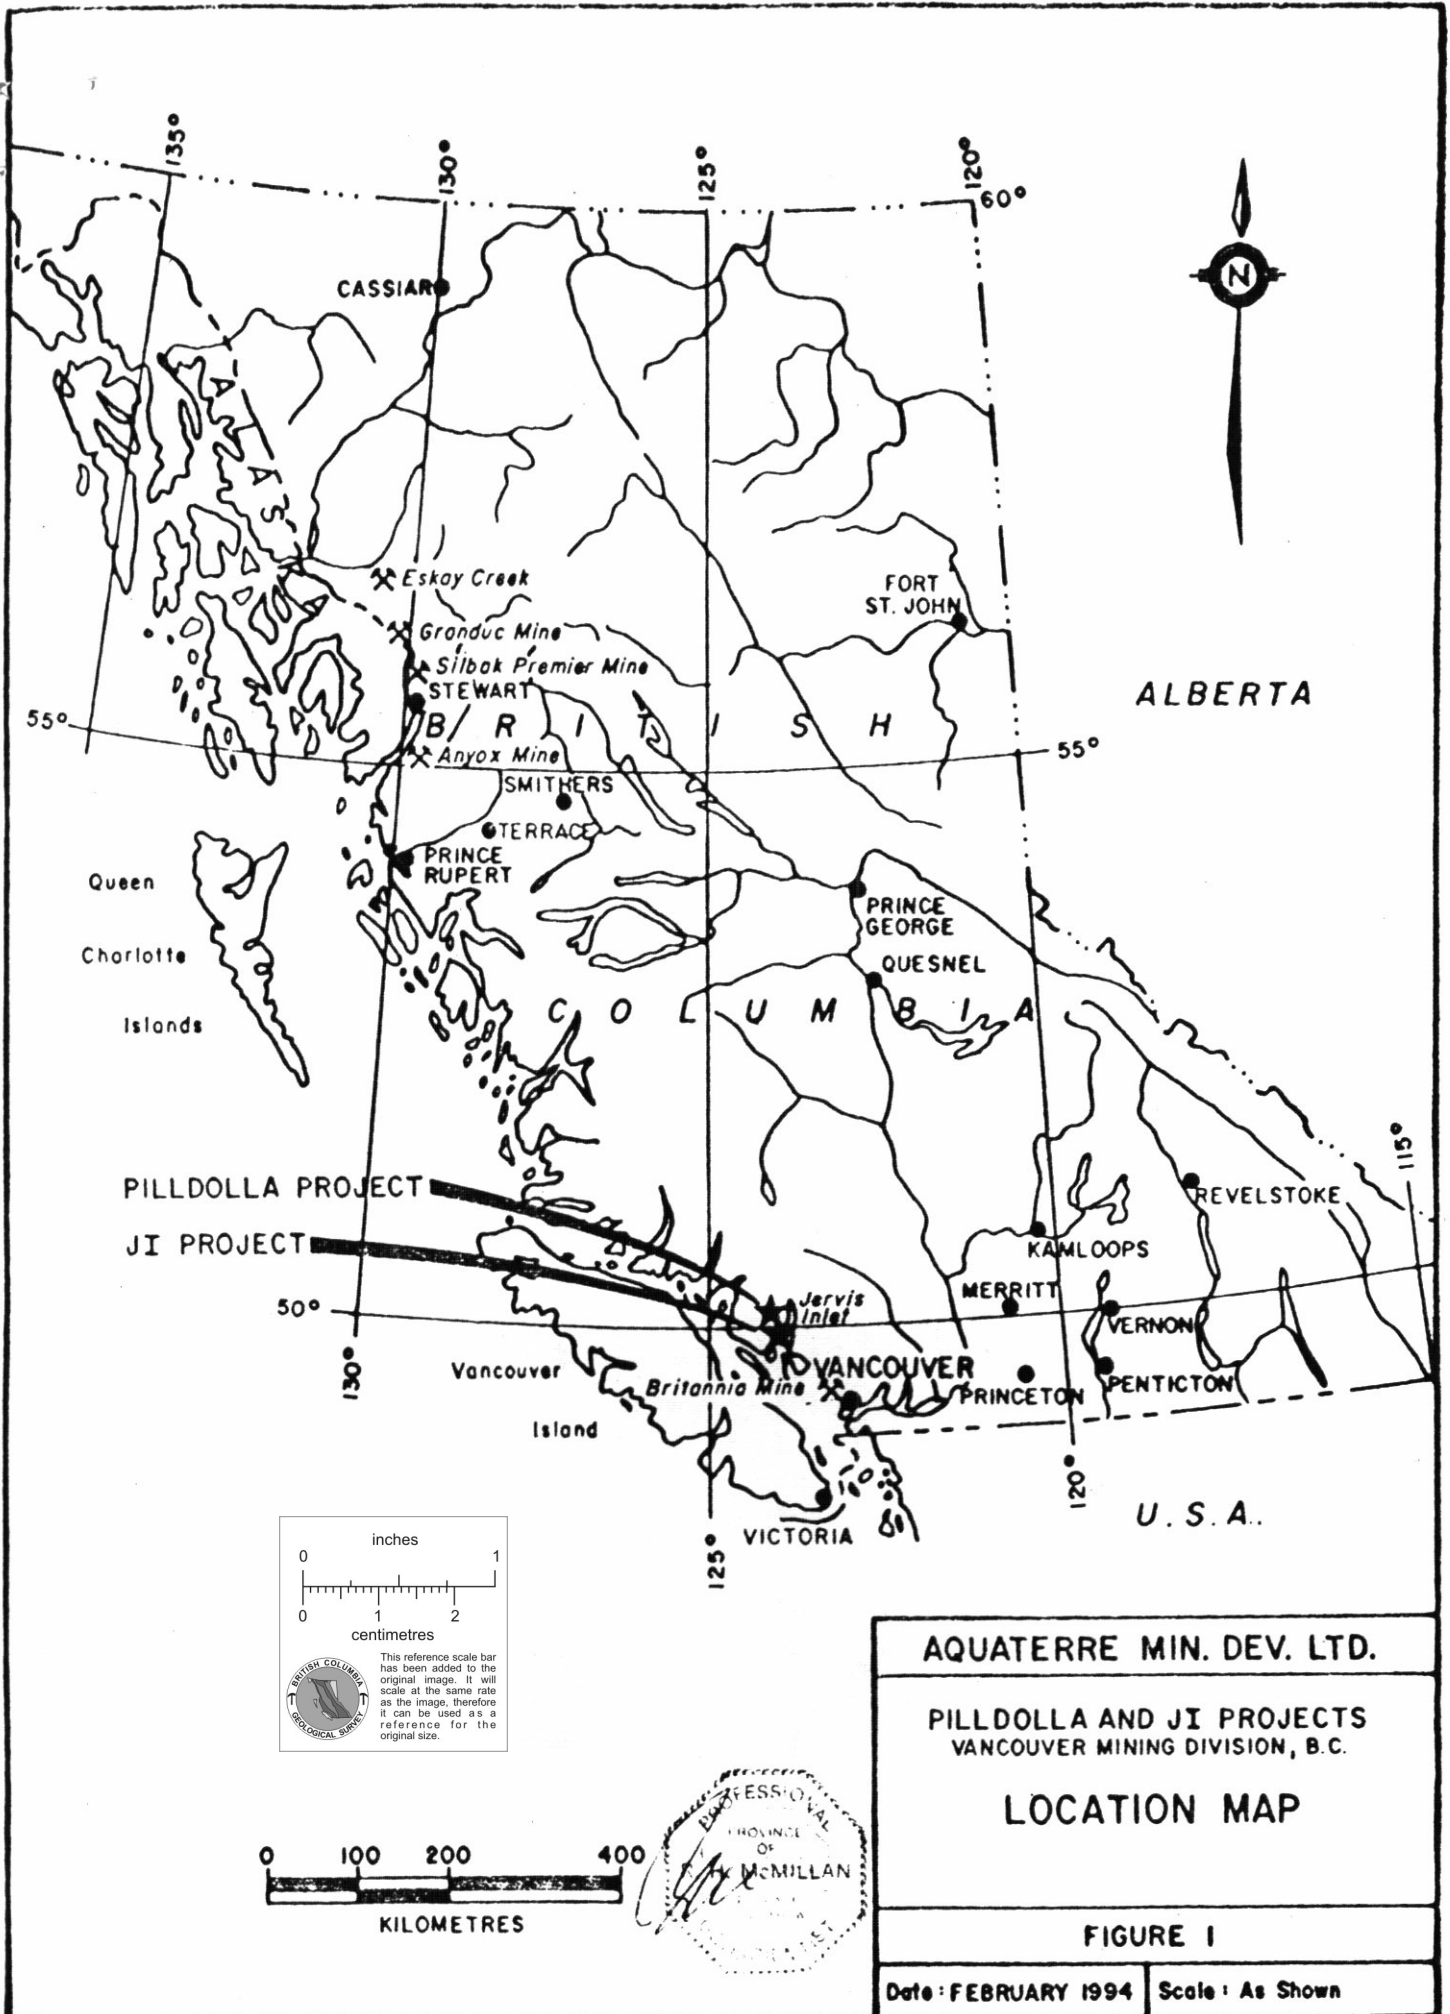 135°
130°
125°
120°
60°
N
CASSIAR
ALAS
Eskay Creek
FORT
ST. JOHN
Granduc Mine
Silbak Premier Mine
STEWART
ALBERTA
55°
BRITISH
55°
Anyox Mine
SMITHERS
TERRACE
PRINCE
RUPERT
Queen
Charlotte
Islands
PRINCE
GEORGE
QUESNEL
COLUMBIA
115°
PILLDOLLA PROJECT
REVELSTOKE
JI PROJECT
KAMLOOPS
MERRITT
50°
Jervis
Inlet
VERNON
130°
Vancouver
Island
VANCOUVER
Britannia Mine
PRINCETON
PENTICTON
120°
U.S.A..
VICTORIA
125°
inches
0 1
0 1 2
centimetres
BRITISH COLUMBIA
GEOLOGICAL SURVEY
This reference scale bar
has been added to the
original image. It will
scale at the same rate
as the image, therefore
it can be used as a
reference for the
original size.
0 100 200 400
KILOMETRES
PROFESSIONAL
PROVINCE
OF
McMILLAN
AQUATERRE MIN. DEV. LTD.
PILLDOLLA AND JI PROJECTS
VANCOUVER MINING DIVISION, B.C.
LOCATION MAP
FIGURE 1
Date: FEBRUARY 1994
Scale: As Shown